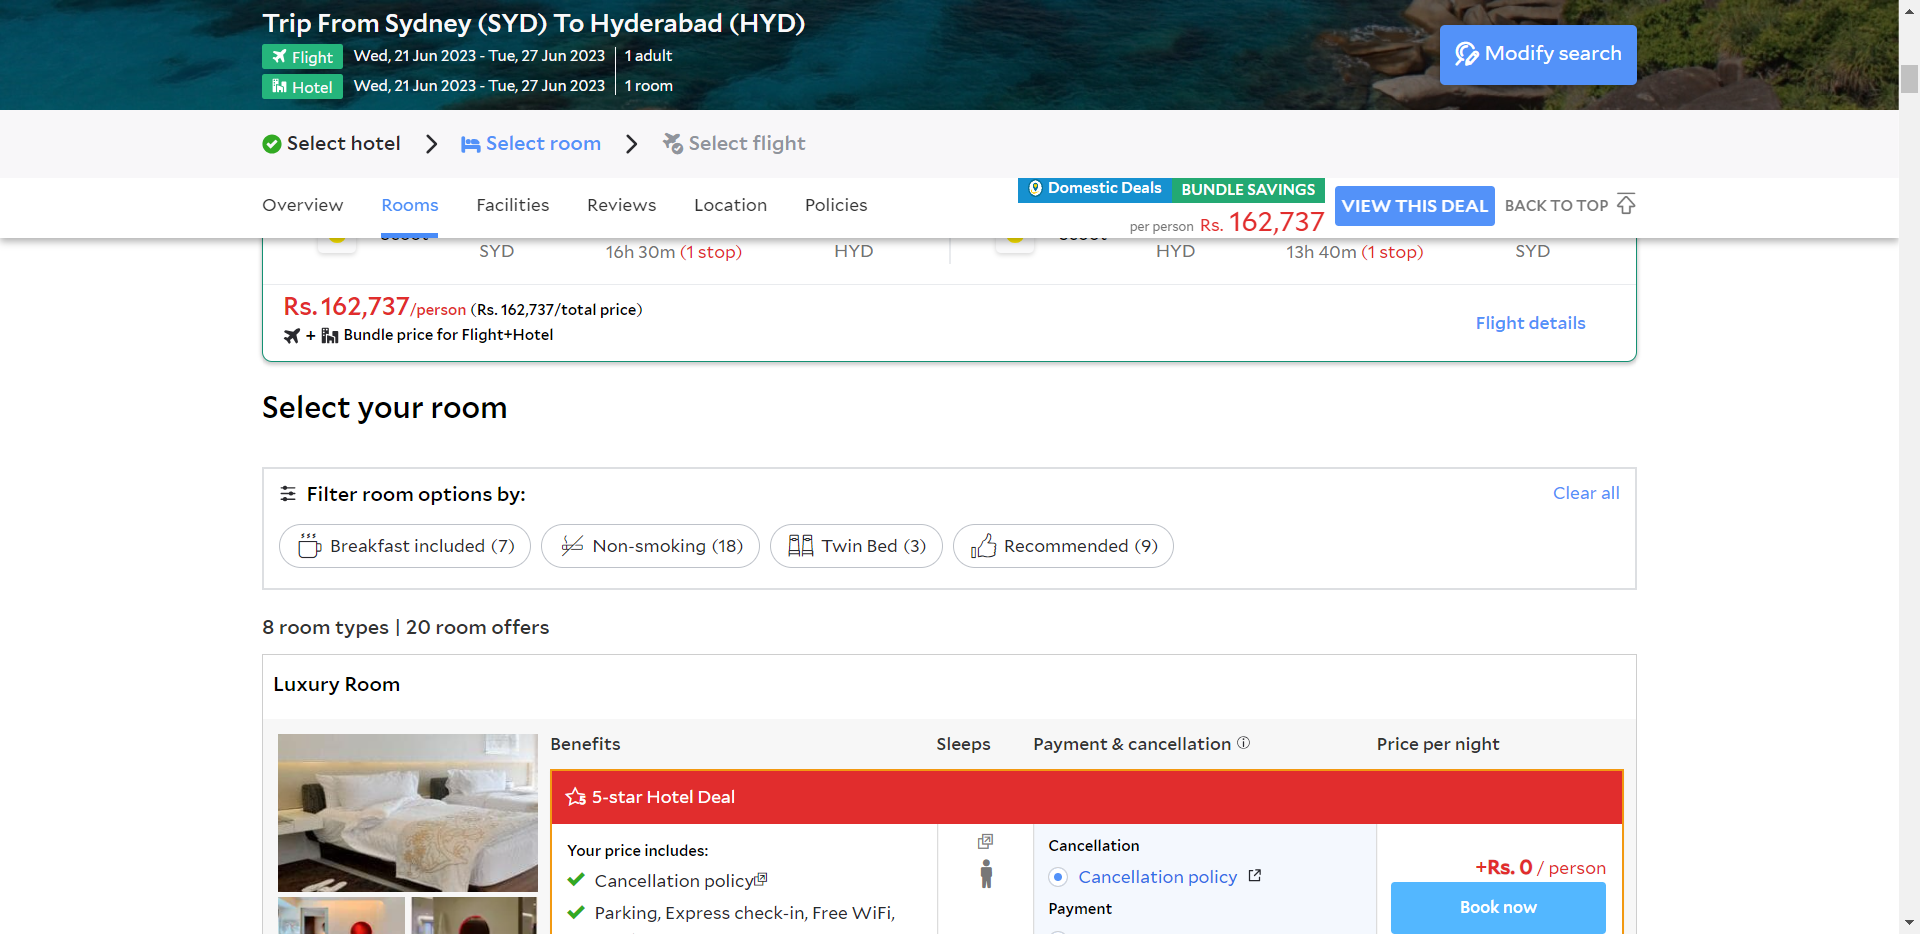 Trip From Sydney (SYD) To Hyderabad (HYD)
Flight
Wed, 21 Jun 2023 - Tue, 27 Jun 2023
1 adult
Hotel
Wed, 21 Jun 2023 - Tue, 27 Jun 2023
1 room
Modify search
Select hotel
Select room
Select flight
Overview
Rooms
Facilities
Reviews
Location
Policies
Domestic Deals
BUNDLE SAVINGS
per person Rs. 162,737
VIEW THIS DEAL
BACK TO TOP
SYD
16h 30m (1 stop)
HYD
HYD
13h 40m (1 stop)
SYD
Rs. 162,737/person (Rs. 162,737/total price)
+ Bundle price for Flight+Hotel
Flight details
Select your room
Filter room options by:
Clear all
Breakfast included (7)
Non-smoking (18)
Twin Bed (3)
Recommended (9)
8 room types | 20 room offers
Luxury Room
Benefits
Sleeps
Payment & cancellation
Price per night
5-star Hotel Deal
Your price includes:
Cancellation policy
Parking, Express check-in, Free WiFi,
Cancellation
Cancellation policy
Payment
+Rs. 0 / person
Book now